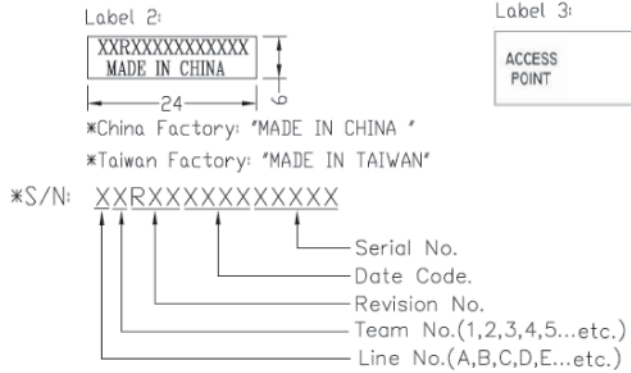 Label 2:
XXRXXXXXXXXXXX
MADE IN CHINA
24
6
*China Factory: "MADE IN CHINA "
*Taiwan Factory: "MADE IN TAIWAN"
*S/N: XXRXXXXXXXXXXX
Serial No.
Date Code.
Revision No.
Team No.(1,2,3,4,5...etc.)
Line No.(A,B,C,D,E...etc.)
Label 3:
ACCESS
POINT